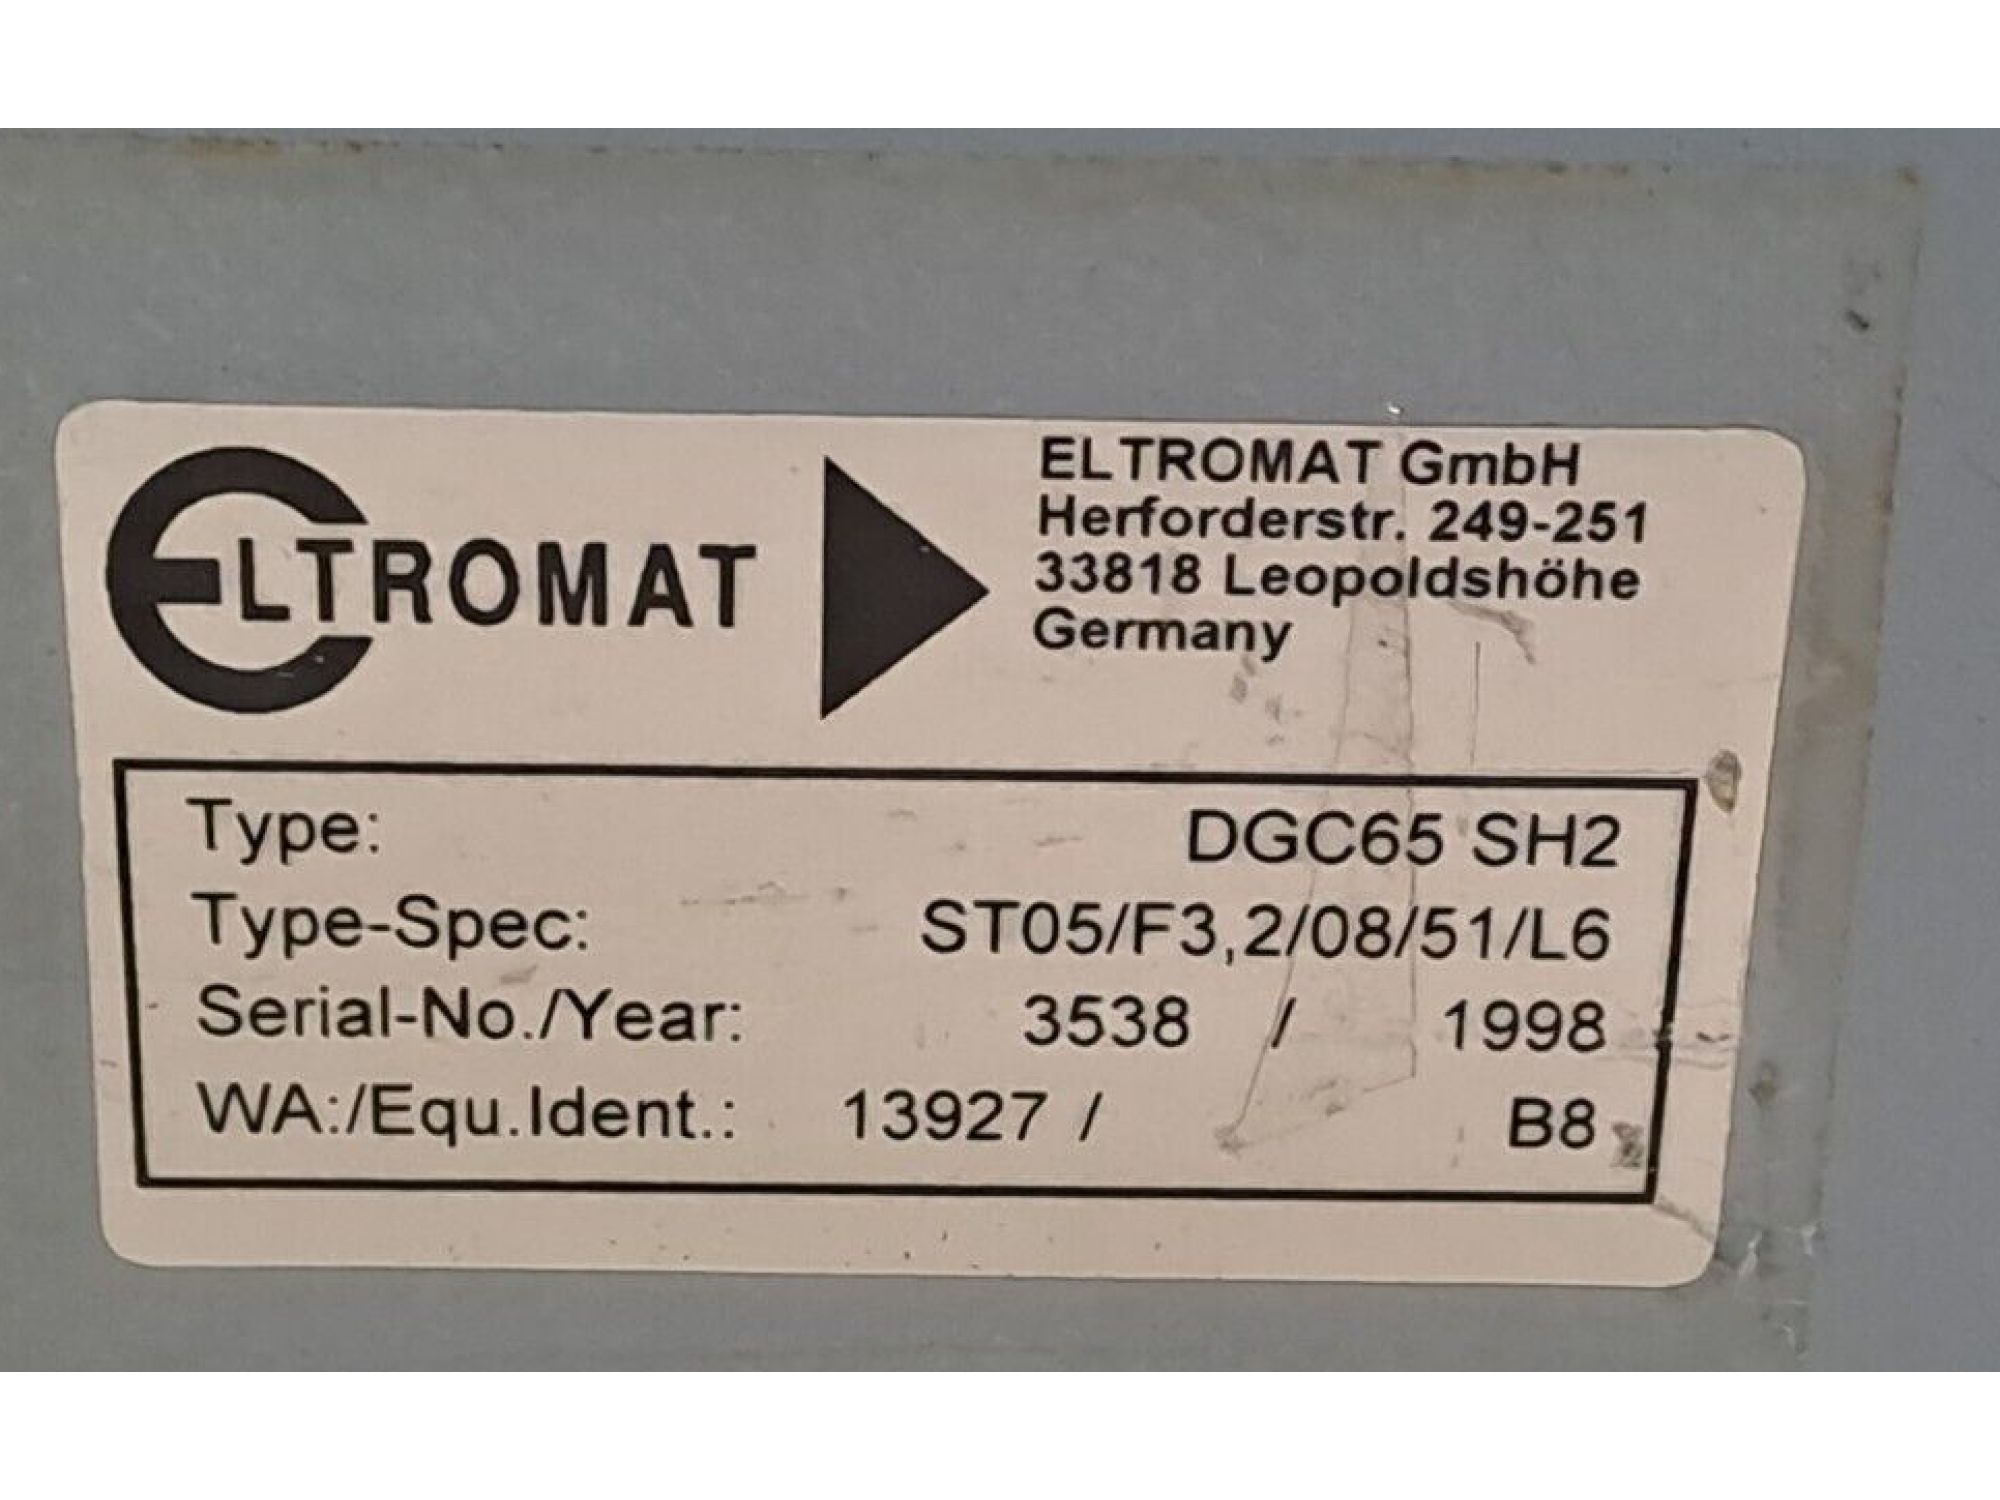 ELTROMAT
ELTROMAT GmbH
Herforderstr. 249-251
33818 Leopoldshöhe
Germany
Type: DGC65 SH2
Type-Spec: ST05/F3,2/08/51/L6
Serial-No./Year: 3538 / 1998
WA:/Equ.Ident.: 13927 / B8